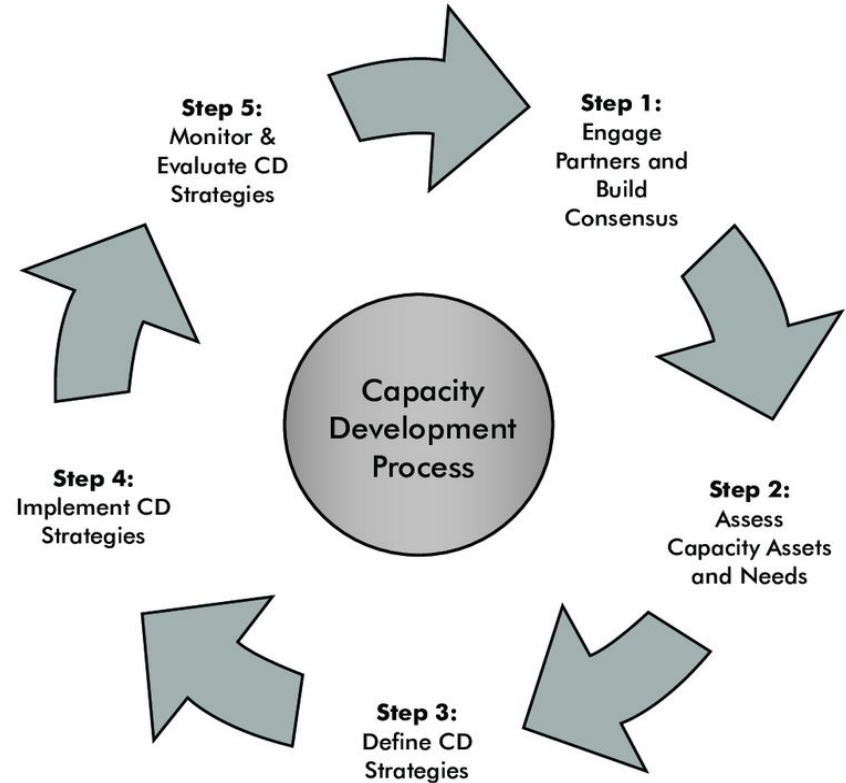 Step 1:
Engage
Partners and
Build
Consensus
Step 2:
Assess
Capacity Assets
and Needs
Step 3:
Define CD
Strategies
Step 4:
Implement CD
Strategies
Step 5:
Monitor &
Evaluate CD
Strategies
Capacity
Development
Process